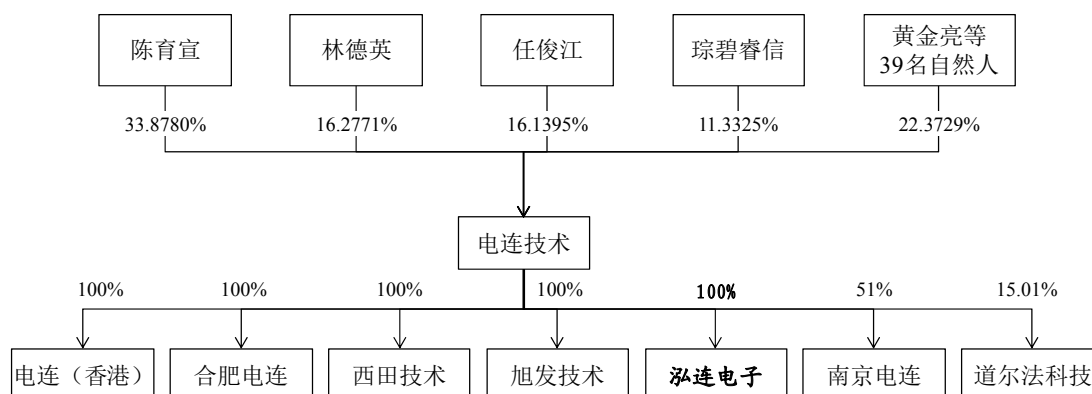 陈育宣
林德英
任俊江
琮碧睿信
黄金亮等
39名自然人
33.8780%
16.2771%
16.1395%
11.3325%
22.3729%
电连技术
100%
100%
100%
100%
100%
51%
15.01%
电连（香港）
合肥电连
西田技术
旭发技术
泓连电子
南京电连
道尔法科技